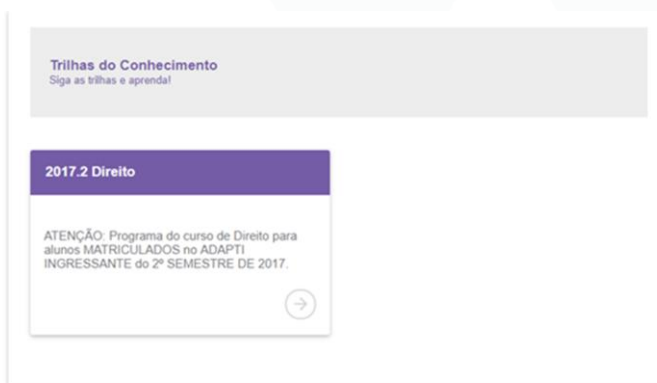 Trilhas do Conhecimento
Siga as trilhas e aprenda!
2017.2 Direito
ATENÇÃO: Programa do curso de Direito para
alunos MATRICULADOS no ADAPTI
INGRESSANTE do 2º SEMESTRE DE 2017.